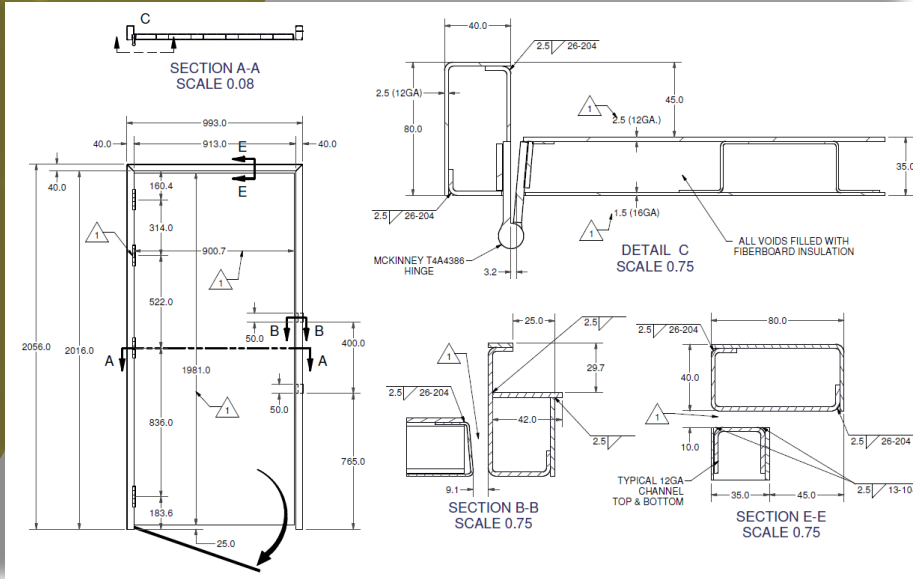 C
SECTION A-A
SCALE 0.08
993.0
40.0
913.0
40.0
E
E
40.0
160.4
314.0
1
900.7
1
522.0
B
B
50.0
400.0
2056.0
2016.0
A
A
1981.0
1
50.0
836.0
765.0
183.6
25.0
40.0
2.5
26-204
2.5 (12GA)
80.0
1
2.5 (12GA.)
45.0
35.0
2.5
26-204
1
1.5 (16GA)
MCKINNEY T4A4386
HINGE
3.2
DETAIL C
SCALE 0.75
ALL VOIDS FILLED WITH
FIBERBOARD INSULATION
25.0
2.5
1
29.7
2.5
26-204
42.0
2.5
9.1
SECTION B-B
SCALE 0.75
80.0
2.5
26-204
40.0
1
10.0
2.5
26-204
TYPICAL 12GA
CHANNEL
TOP & BOTTOM
2.5
13-10
35.0
45.0
SECTION E-E
SCALE 0.75